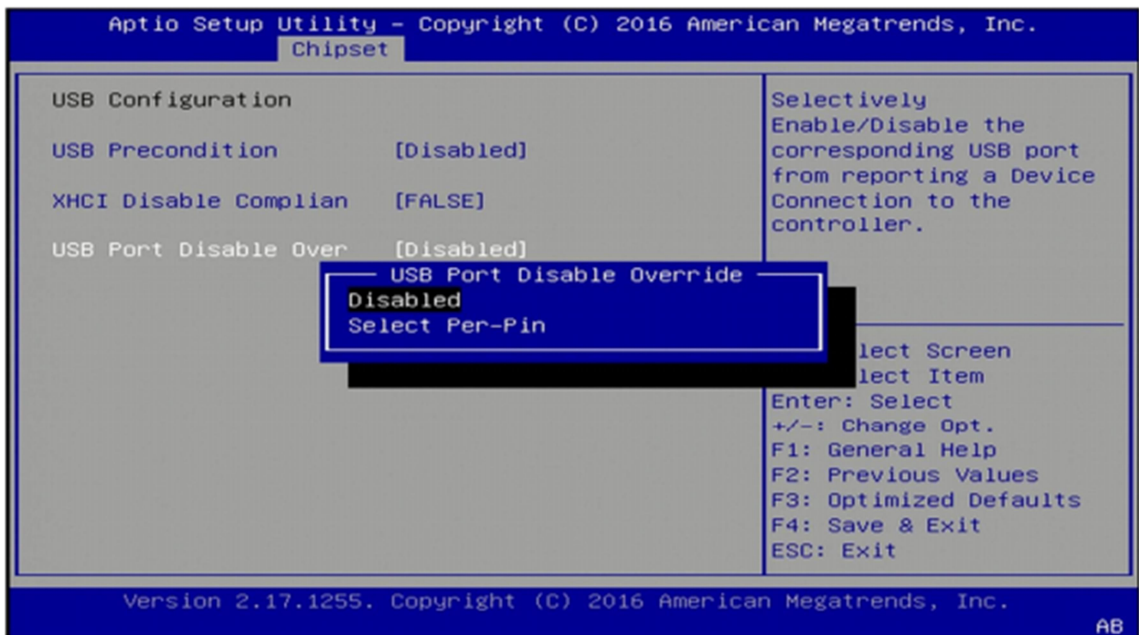 Aptio Setup Utility – Copyright (C) 2016 American Megatrends, Inc.
Chipset
USB Configuration
USB Precondition [Disabled]
XHCI Disable Complian [FALSE]
USB Port Disable Over [Disabled]
USB Port Disable Override
Disabled
Select Per-Pin
Selectively
Enable/Disable the
corresponding USB port
from reporting a Device
Connection to the
controller.
lect Screen
lect Item
Enter: Select
+/-: Change Opt.
F1: General Help
F2: Previous Values
F3: Optimized Defaults
F4: Save & Exit
ESC: Exit
Version 2.17.1255. Copyright (C) 2016 American Megatrends, Inc.
AB